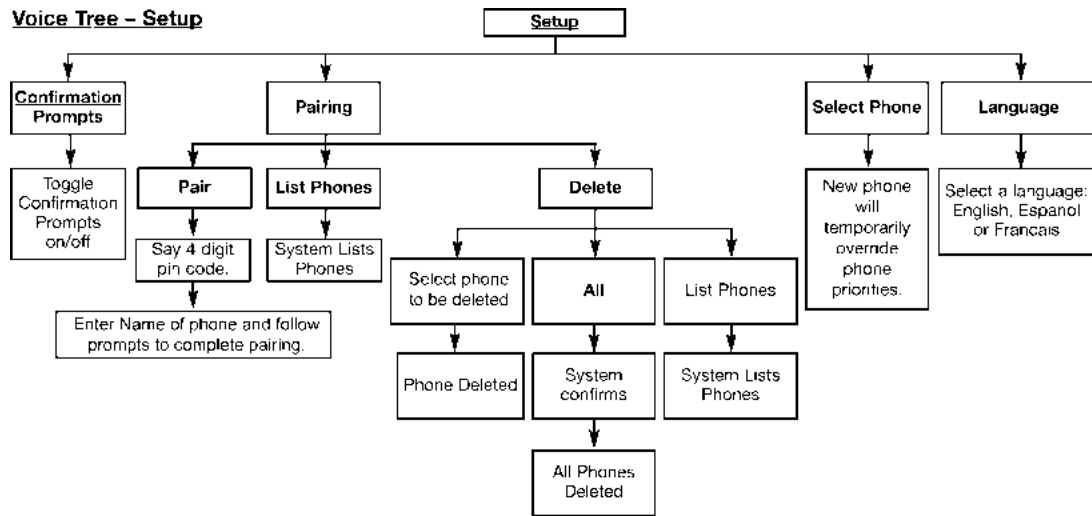 Voice Tree – Setup
Setup
Confirmation
Prompts
Pairing
Select Phone
Language
Toggle
Confirmation
Prompts
on/off
Pair
List Phones
Delete
New phone
will
temporarily
override
phone
priorities.
Select a language:
English, Espanol
or Francais
Say 4 digit
pin code.
System Lists
Phones
Select phone
to be deleted
All
List Phones
Enter Name of phone and follow
prompts to complete pairing.
Phone Deleted
System
confirms
System Lists
Phones
All Phones
Deleted